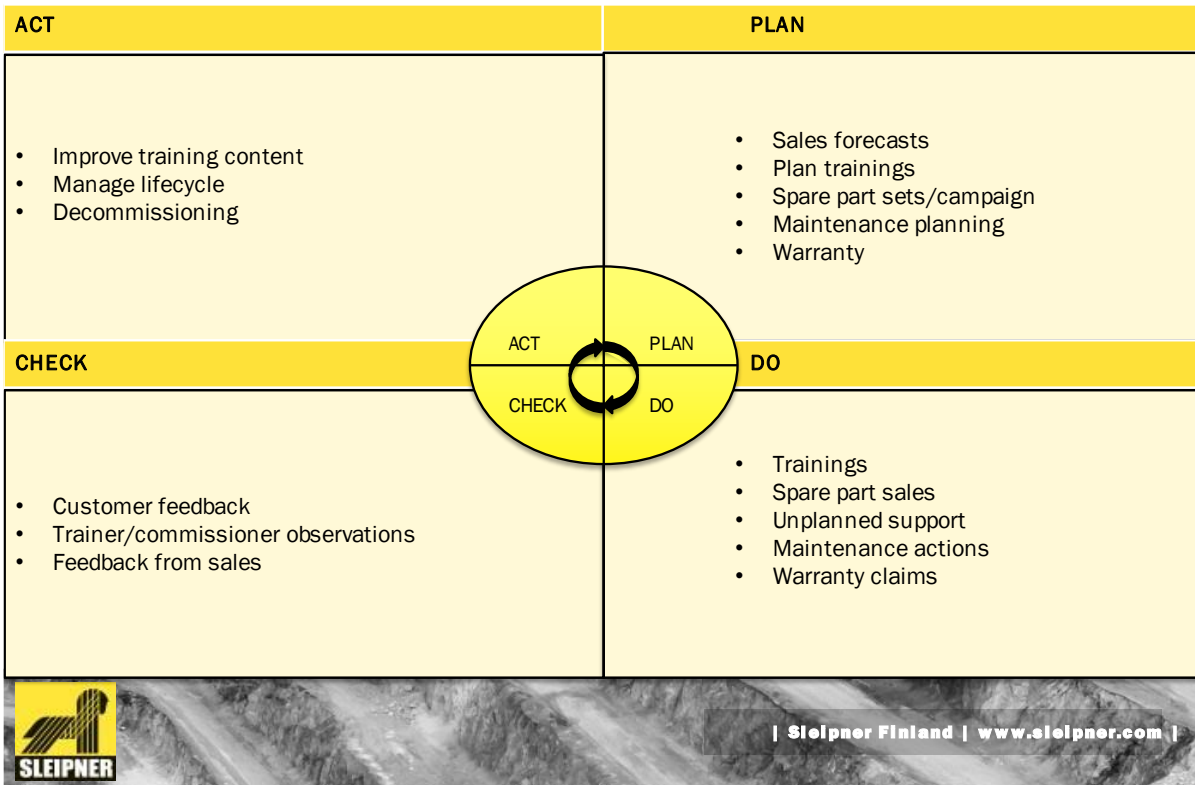 ACT
PLAN
• Improve training content
• Manage lifecycle
• Decommissioning
• Sales forecasts
• Plan trainings
• Spare part sets/campaign
• Maintenance planning
• Warranty
ACT
PLAN
CHECK
DO
CHECK
DO
• Customer feedback
• Trainer/commissioner observations
• Feedback from sales
• Trainings
• Spare part sales
• Unplanned support
• Maintenance actions
• Warranty claims
SLEIPNER
| Sleipner Finland | www.sleipner.com |